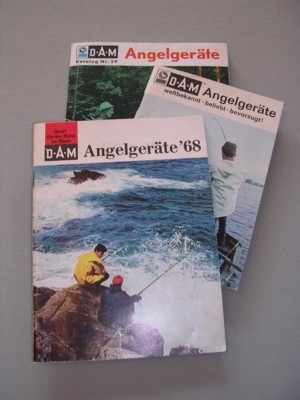 D·A·M Angelgeräte
Katalog Nr. 29
D·A·M Angelgeräte
weltbekannt · beliebt · bevorzugt!
D·A·M Angelgeräte '68